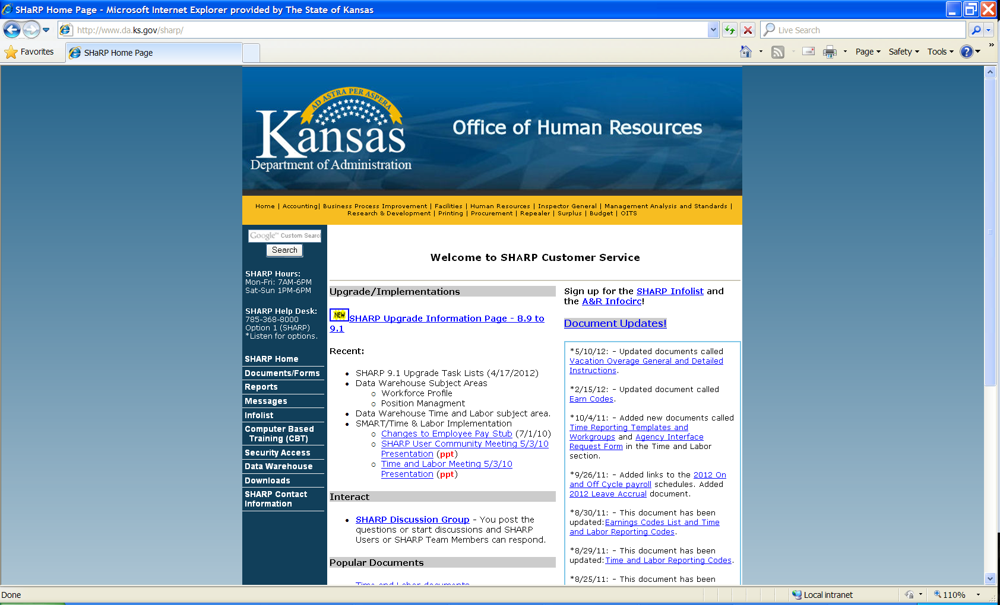 SHaRP Home Page - Microsoft Internet Explorer provided by The State of Kansas
http://www.da.ks.gov/sharp/
Live Search
Favorites
SHaRP Home Page
Page
Safety
Tools
AD ASTRA PER ASPERA
Kansas
Department of Administration
Office of Human Resources
Home | Accounting| Business Process Improvement | Facilities | Human Resources | Inspector General | Management Analysis and Standards |
Research & Development | Printing | Procurement | Repealer | Surplus | Budget | OITS
Google™ Custom Searc
Search
SHARP Hours:
Mon-Fri: 7AM-6PM
Sat-Sun 1PM-6PM
SHARP Help Desk:
785-368-8000
Option 1 (SHARP)
*Listen for options.
SHARP Home
Documents/Forms
Reports
Messages
Infolist
Computer Based
Training (CBT)
Security Access
Data Warehouse
Downloads
SHARP Contact
Information
Welcome to SHARP Customer Service
Upgrade/Implementations
NEW SHARP Upgrade Information Page - 8.9 to
9.1
Recent:
SHARP 9.1 Upgrade Task Lists (4/17/2012)
Data Warehouse Subject Areas
Workforce Profile
Position Managment
Data Warehouse Time and Labor subject area.
SMART/Time & Labor Implementation
Changes to Employee Pay Stub (7/1/10)
SHARP User Community Meeting 5/3/10
Presentation (ppt)
Time and Labor Meeting 5/3/10
Presentation (ppt)
Interact
SHARP Discussion Group - You post the
questions or start discussions and SHARP
Users or SHARP Team Members can respond.
Popular Documents
Time and Labor documents
Sign up for the SHARP Infolist and
the A&R Infocirc!
Document Updates!
*5/10/12: - Updated documents called
Vacation Overage General and Detailed
Instructions.
*2/15/12: - Updated document called
Earn Codes.
*10/4/11: - Added new documents called
Time Reporting Templates and
Workgroups and Agency Interface
Request Form in the Time and Labor
section.
*9/26/11: - Added links to the 2012 On
and Off Cycle payroll schedules. Added
2012 Leave Accrual document.
*8/30/11: - This document has been
updated:Earnings Codes List and Time
and Labor Reporting Codes.
*8/29/11: - This document has been
updated:Time and Labor Reporting Codes.
*8/25/11: - This document has been
Done
Local intranet
110%